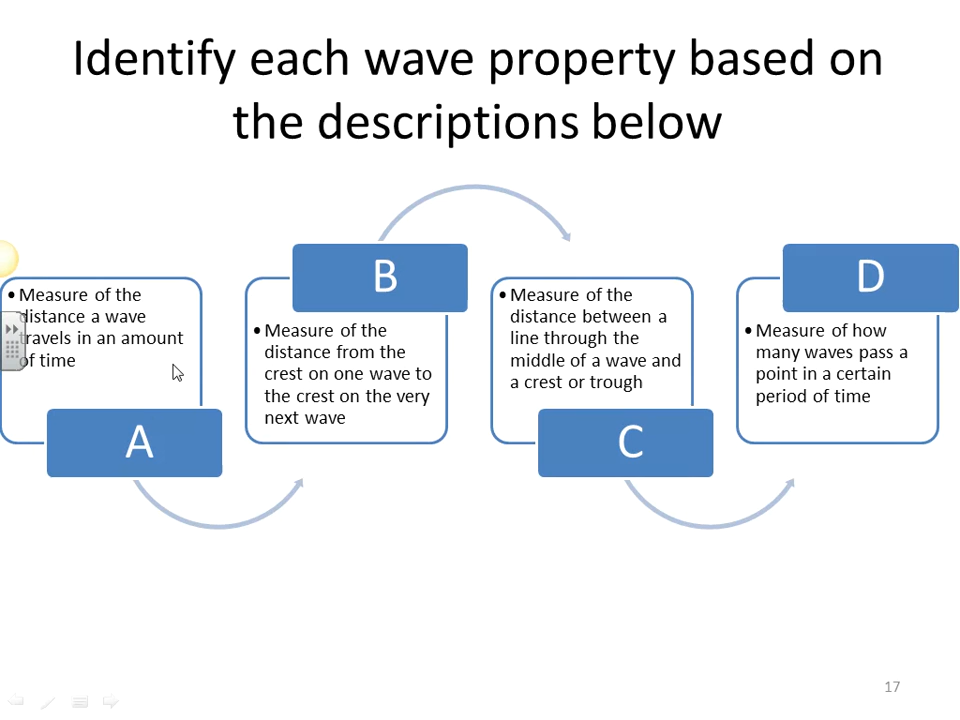 Identify each wave property based on
the descriptions below
• Measure of the
distance a wave
travels in an amount
of time
A
B
• Measure of the
distance from the
crest on one wave to
the crest on the very
next wave
• Measure of the
distance between a
line through the
middle of a wave and
a crest or trough
C
D
• Measure of how
many waves pass a
point in a certain
period of time
17